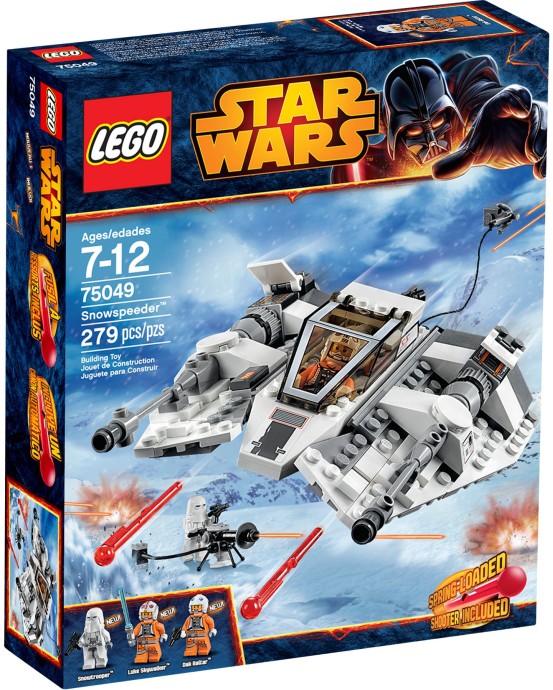 LEGO
STAR
WARS
™
Ages/edades
7-12
75049
Snowspeeder™
279 pcs/pzs
Building Toy
Jouet de Construction
Juguete para Construir
SPRING-LOADED
SHOOTER INCLUDED
NEW!
NEW!
NEW!
Snowtrooper™
Luke Skywalker™
Dak Ralter™
75049
LEGO
STAR
WARS